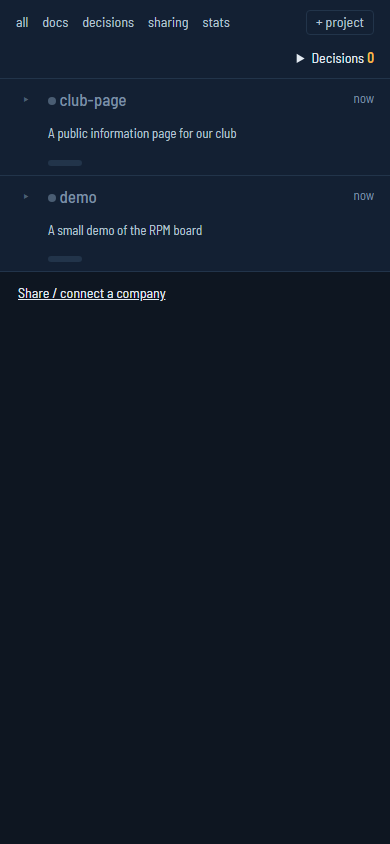 all docs decisions sharing stats + project
▶ Decisions 0
▸ club-page now
A public information page for our club
▸ demo now
A small demo of the RPM board
Share / connect a company